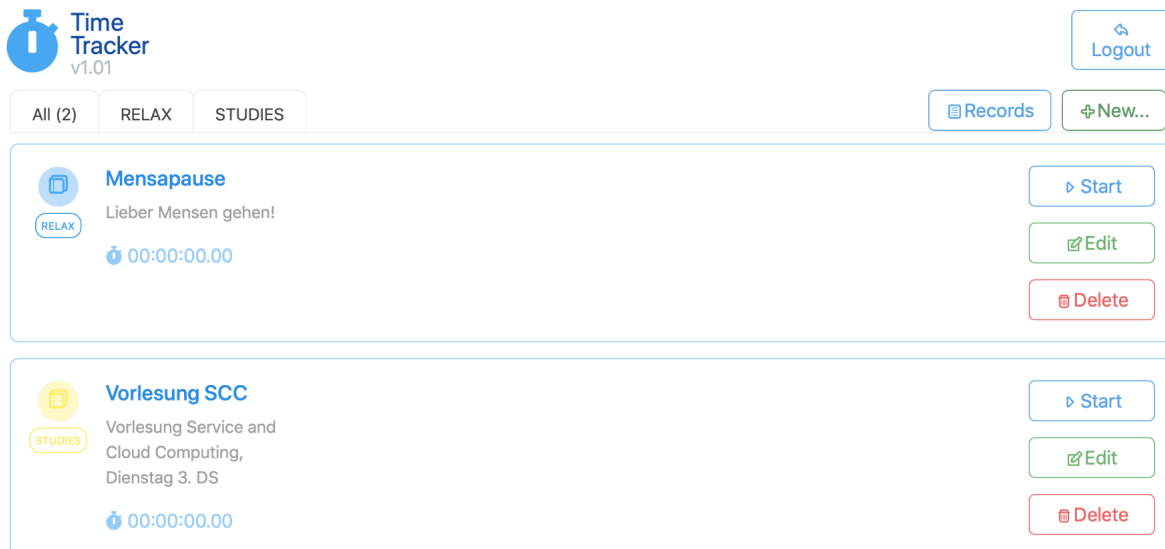 Time
Tracker
v1.01
Logout
All (2)
RELAX
STUDIES
Records
New...
Mensapause
Start
RELAX
Lieber Mensen gehen!
Edit
00:00:00.00
Delete
Vorlesung SCC
Start
STUDIES
Vorlesung Service and
Cloud Computing,
Dienstag 3. DS
Edit
00:00:00.00
Delete